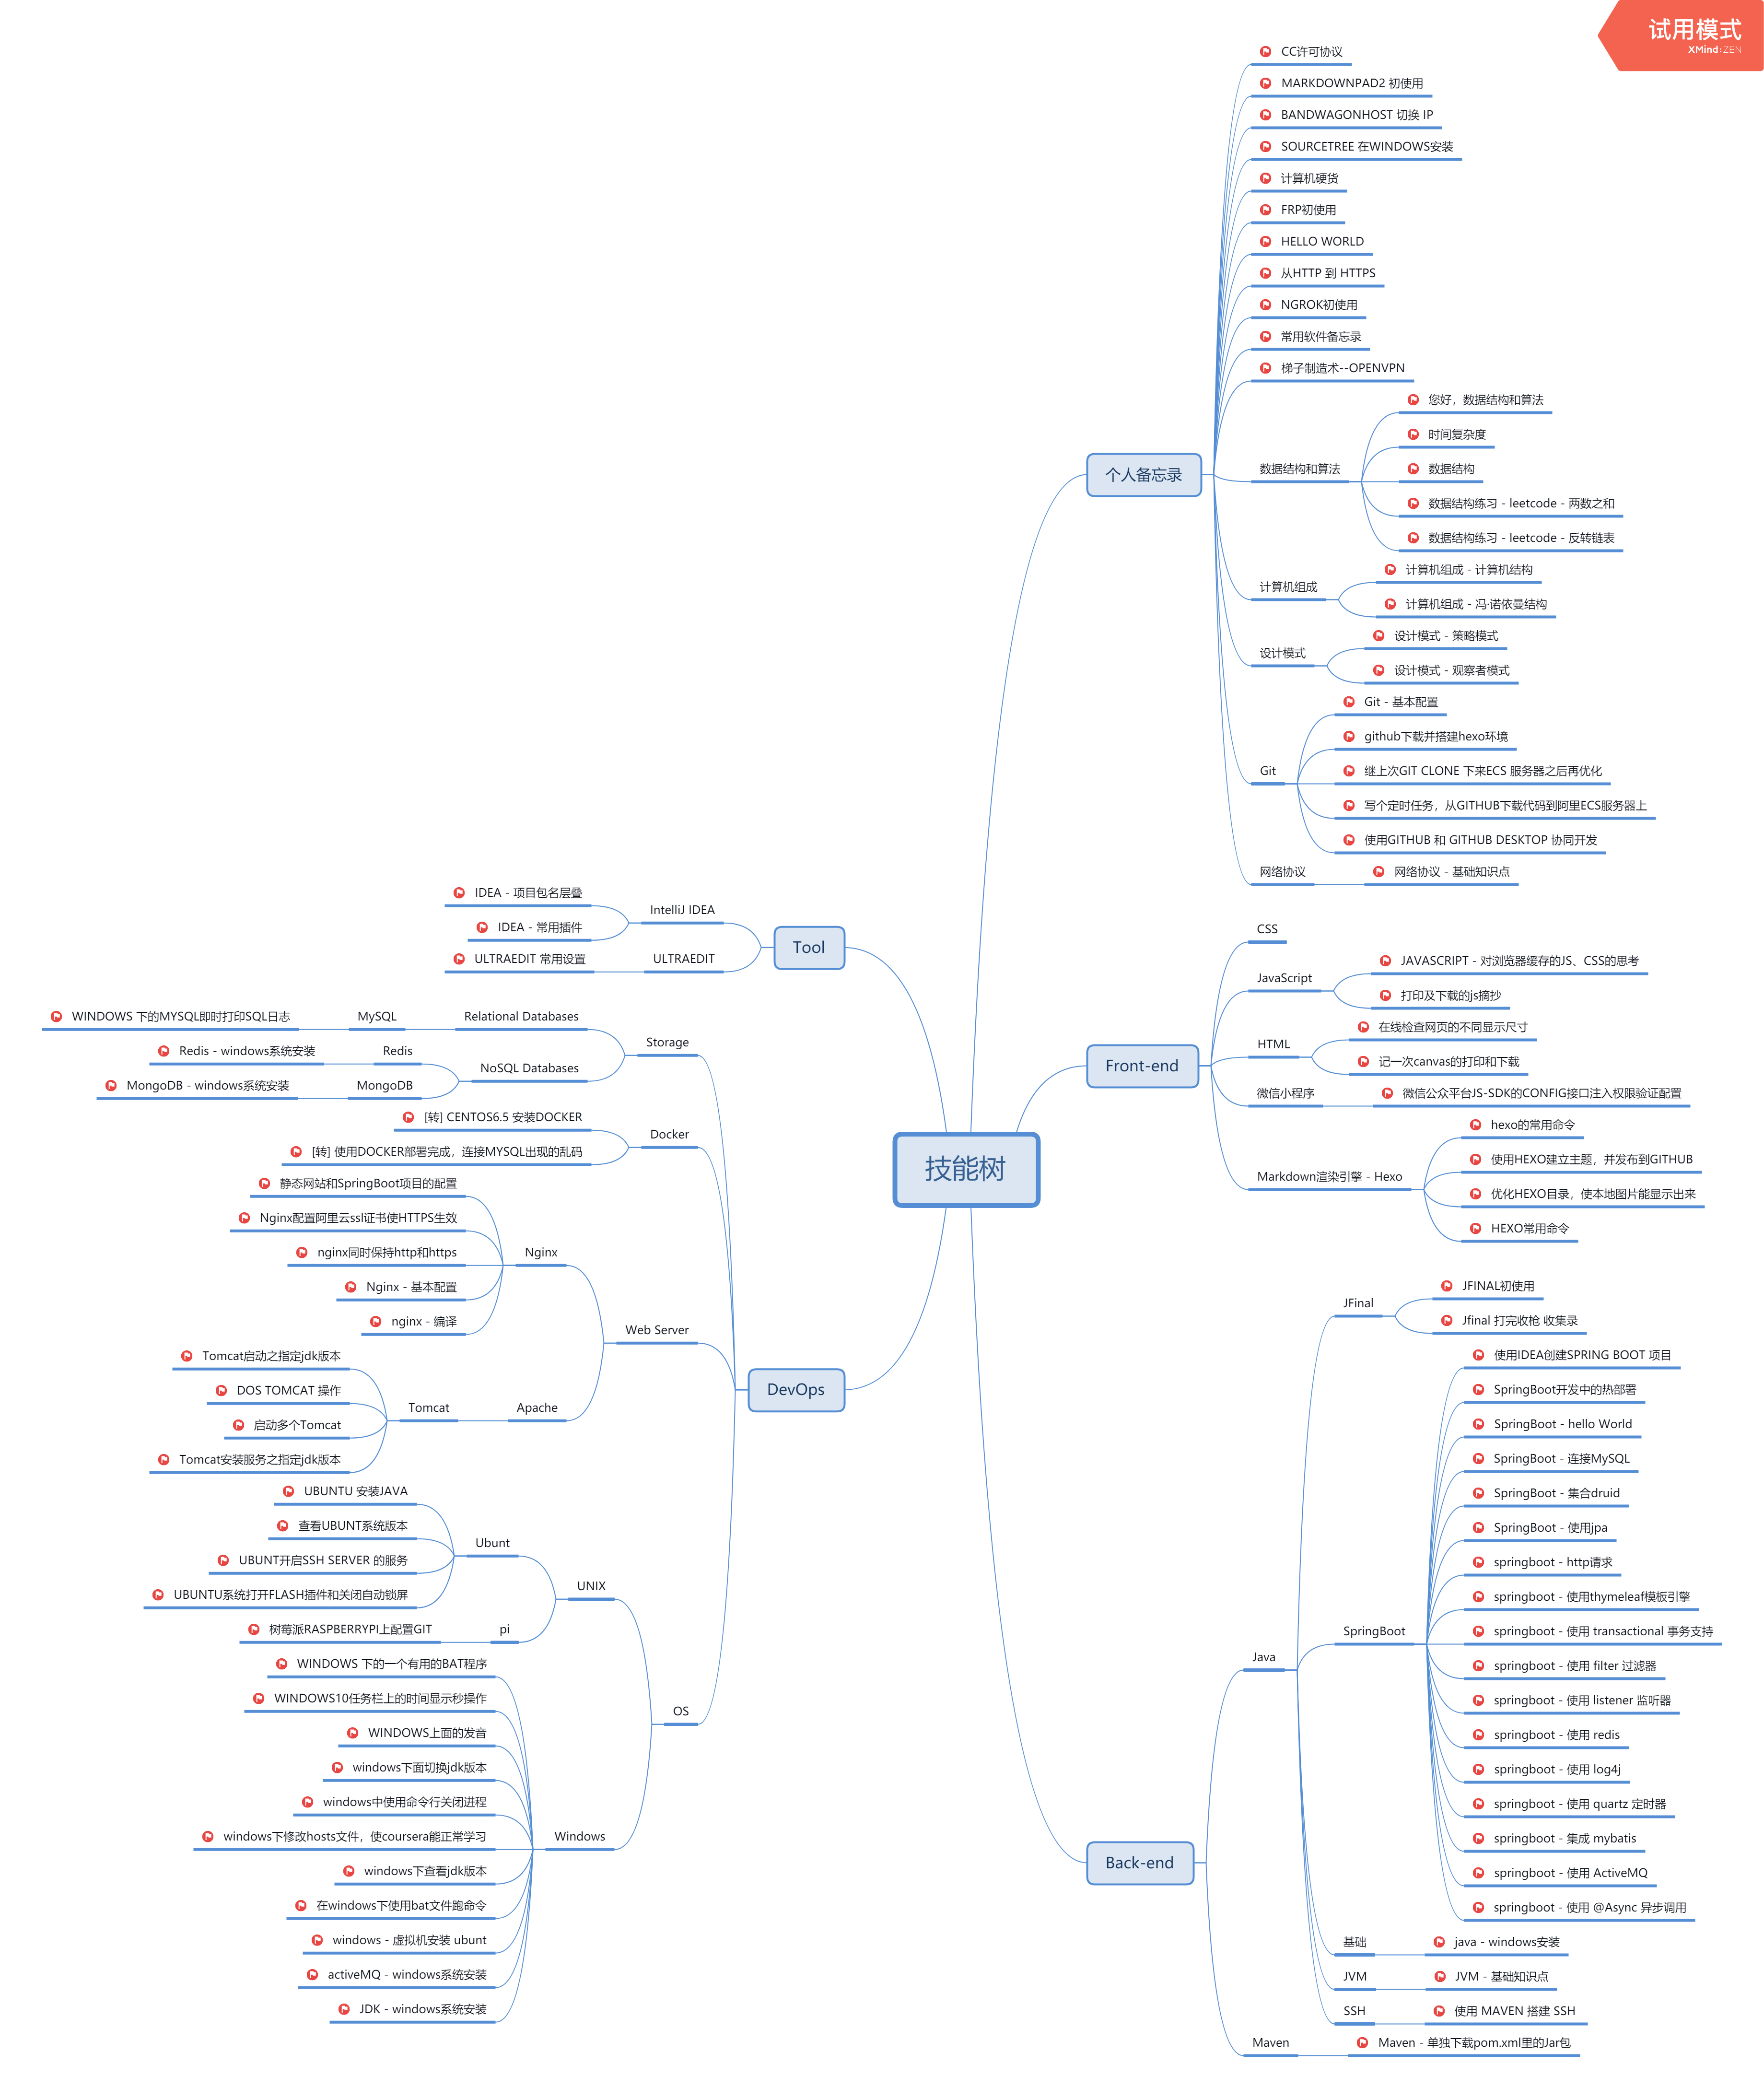 试用模式
XMind:ZEN
技能树
个人备忘录
CC许可协议
MARKDOWNPAD2 初使用
BANDWAGONHOST 切换 IP
SOURCETREE 在WINDOWS安装
计算机硬货
FRP初使用
HELLO WORLD
从HTTP 到 HTTPS
NGROK初使用
常用软件备忘录
梯子制造术--OPENVPN
数据结构和算法
您好，数据结构和算法
时间复杂度
数据结构
数据结构练习 - leetcode - 两数之和
数据结构练习 - leetcode - 反转链表
计算机组成
计算机组成 - 计算机结构
计算机组成 - 冯·诺依曼结构
设计模式
设计模式 - 策略模式
设计模式 - 观察者模式
Git
Git - 基本配置
github下载并搭建hexo环境
继上次GIT CLONE 下来ECS 服务器之后再优化
写个定时任务，从GITHUB下载代码到阿里ECS服务器上
使用GITHUB 和 GITHUB DESKTOP 协同开发
网络协议
网络协议 - 基础知识点
Front-end
CSS
JavaScript
JAVASCRIPT - 对浏览器缓存的JS、CSS的思考
打印及下载的js摘抄
HTML
在线检查网页的不同显示尺寸
记一次canvas的打印和下载
微信小程序
微信公众平台JS-SDK的CONFIG接口注入权限验证配置
Markdown渲染引擎 - Hexo
hexo的常用命令
使用HEXO建立主题，并发布到GITHUB
优化HEXO目录，使本地图片能显示出来
HEXO常用命令
Back-end
Java
JFinal
JFINAL初使用
Jfinal 打完收枪 收集录
SpringBoot
使用IDEA创建SPRING BOOT 项目
SpringBoot开发中的热部署
SpringBoot - hello World
SpringBoot - 连接MySQL
SpringBoot - 集合druid
SpringBoot - 使用jpa
springboot - http请求
springboot - 使用thymeleaf模板引擎
springboot - 使用 transactional 事务支持
springboot - 使用 filter 过滤器
springboot - 使用 listener 监听器
springboot - 使用 redis
springboot - 使用 log4j
springboot - 使用 quartz 定时器
springboot - 集成 mybatis
springboot - 使用 ActiveMQ
springboot - 使用 @Async 异步调用
基础
java - windows安装
JVM
JVM - 基础知识点
SSH
使用 MAVEN 搭建 SSH
Maven
Maven - 单独下载pom.xml里的Jar包
Tool
IntelliJ IDEA
IDEA - 项目包名层叠
IDEA - 常用插件
ULTRAEDIT
ULTRAEDIT 常用设置
DevOps
Storage
Relational Databases
MySQL
WINDOWS 下的MYSQL即时打印SQL日志
NoSQL Databases
Redis
Redis - windows系统安装
MongoDB
MongoDB - windows系统安装
Docker
[转] CENTOS6.5 安装DOCKER
[转] 使用DOCKER部署完成，连接MYSQL出现的乱码
Web Server
Nginx
静态网站和SpringBoot项目的配置
Nginx配置阿里云ssl证书使HTTPS生效
nginx同时保持http和https
Nginx - 基本配置
nginx - 编译
Apache
Tomcat
Tomcat启动之指定jdk版本
DOS TOMCAT 操作
启动多个Tomcat
Tomcat安装服务之指定jdk版本
OS
UNIX
Ubunt
UBUNTU 安装JAVA
查看UBUNT系统版本
UBUNT开启SSH SERVER 的服务
UBUNTU系统打开FLASH插件和关闭自动锁屏
pi
树莓派RASPBERRYPI上配置GIT
Windows
WINDOWS 下的一个有用的BAT程序
WINDOWS10任务栏上的时间显示秒操作
WINDOWS上面的发音
windows下面切换jdk版本
windows中使用命令行关闭进程
windows下修改hosts文件，使coursera能正常学习
windows下查看jdk版本
在windows下使用bat文件跑命令
windows - 虚拟机安装 ubunt
activeMQ - windows系统安装
JDK - windows系统安装